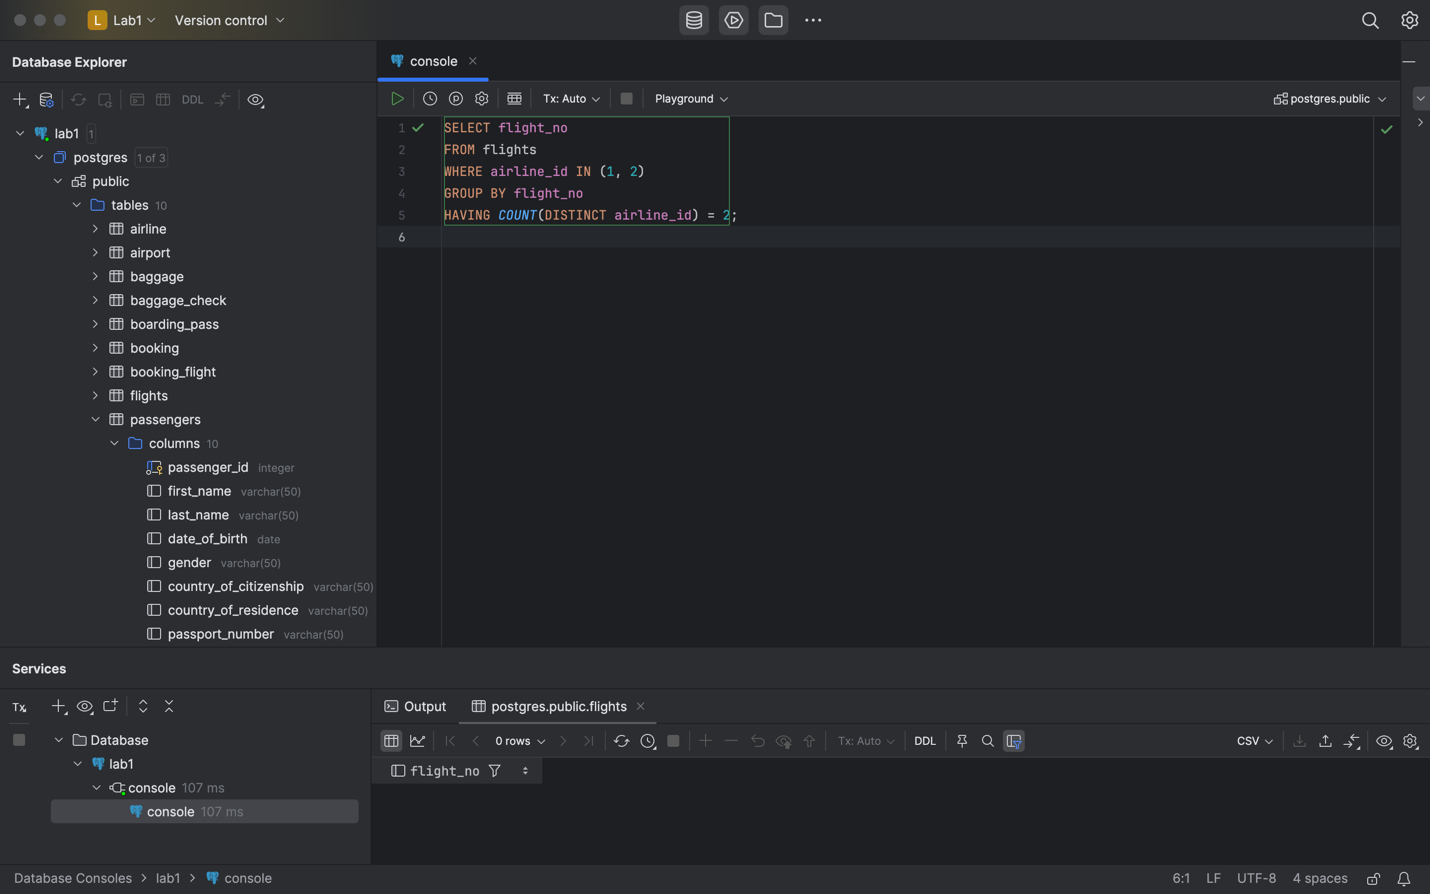 L Lab1 Version control
Database Explorer
DDL
lab1 1
postgres 1 of 3
public
tables 10
airline
airport
baggage
baggage_check
boarding_pass
booking
booking_flight
flights
passengers
columns 10
passenger_id integer
first_name varchar(50)
last_name varchar(50)
date_of_birth date
gender varchar(50)
country_of_citizenship varchar(50)
country_of_residence varchar(50)
passport_number varchar(50)
console
Tx: Auto Playground postgres.public
1 SELECT flight_no
2 FROM flights
3 WHERE airline_id IN (1, 2)
4 GROUP BY flight_no
5 HAVING COUNT(DISTINCT airline_id) = 2;
6
Services
Tx
Database
lab1
console 107 ms
console 107 ms
Output postgres.public.flights
0 rows Tx: Auto DDL CSV
flight_no
Database Consoles lab1 console 6:1 LF UTF-8 4 spaces